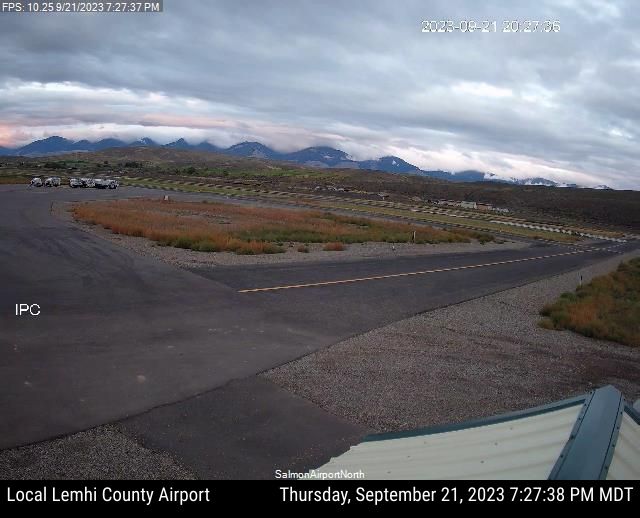 FPS: 10.25 9/21/2023 7:27:37 PM
2023-09-21 20:27:36
IPC
SalmonAirportNorth
Local Lemhi County Airport Thursday, September 21, 2023 7:27:38 PM MDT